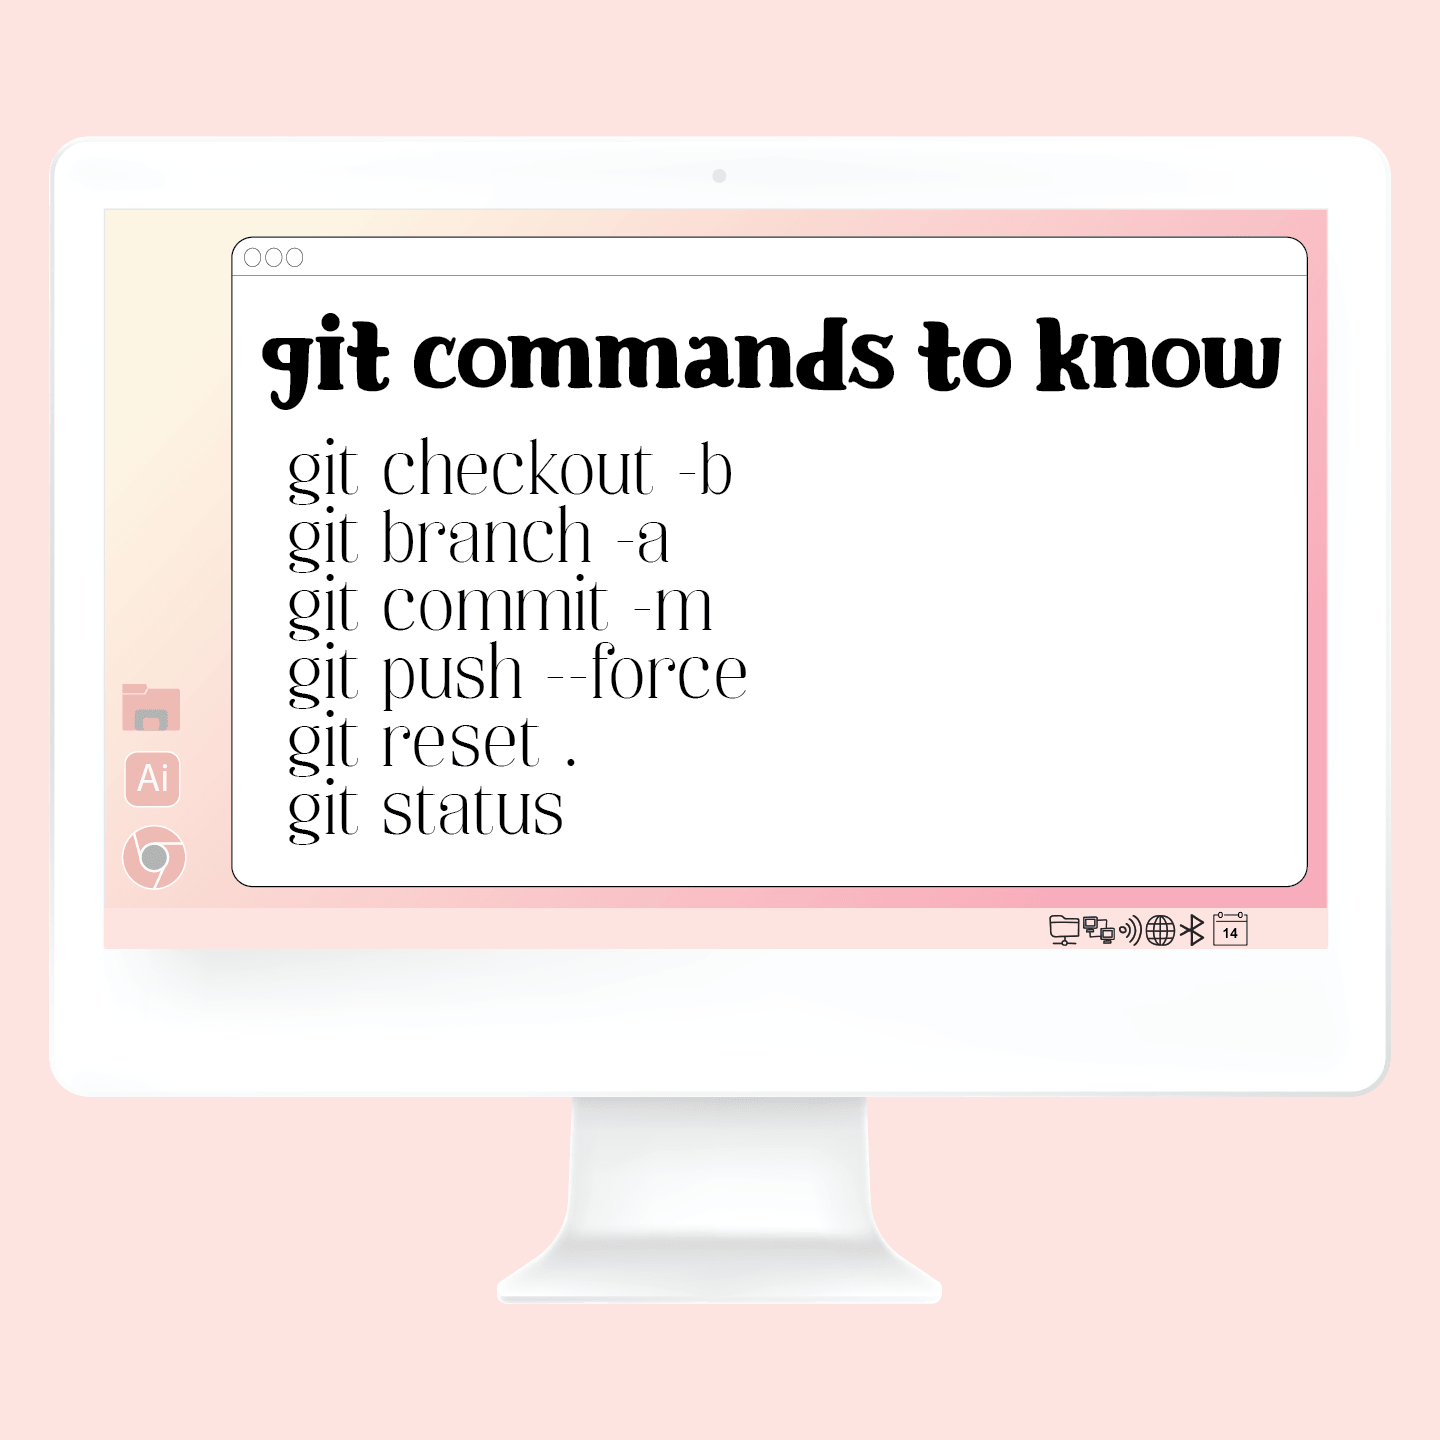 git commands to know
git checkout -b
git branch -a
git commit -m
git push --force
git reset .
git status
Ai
14